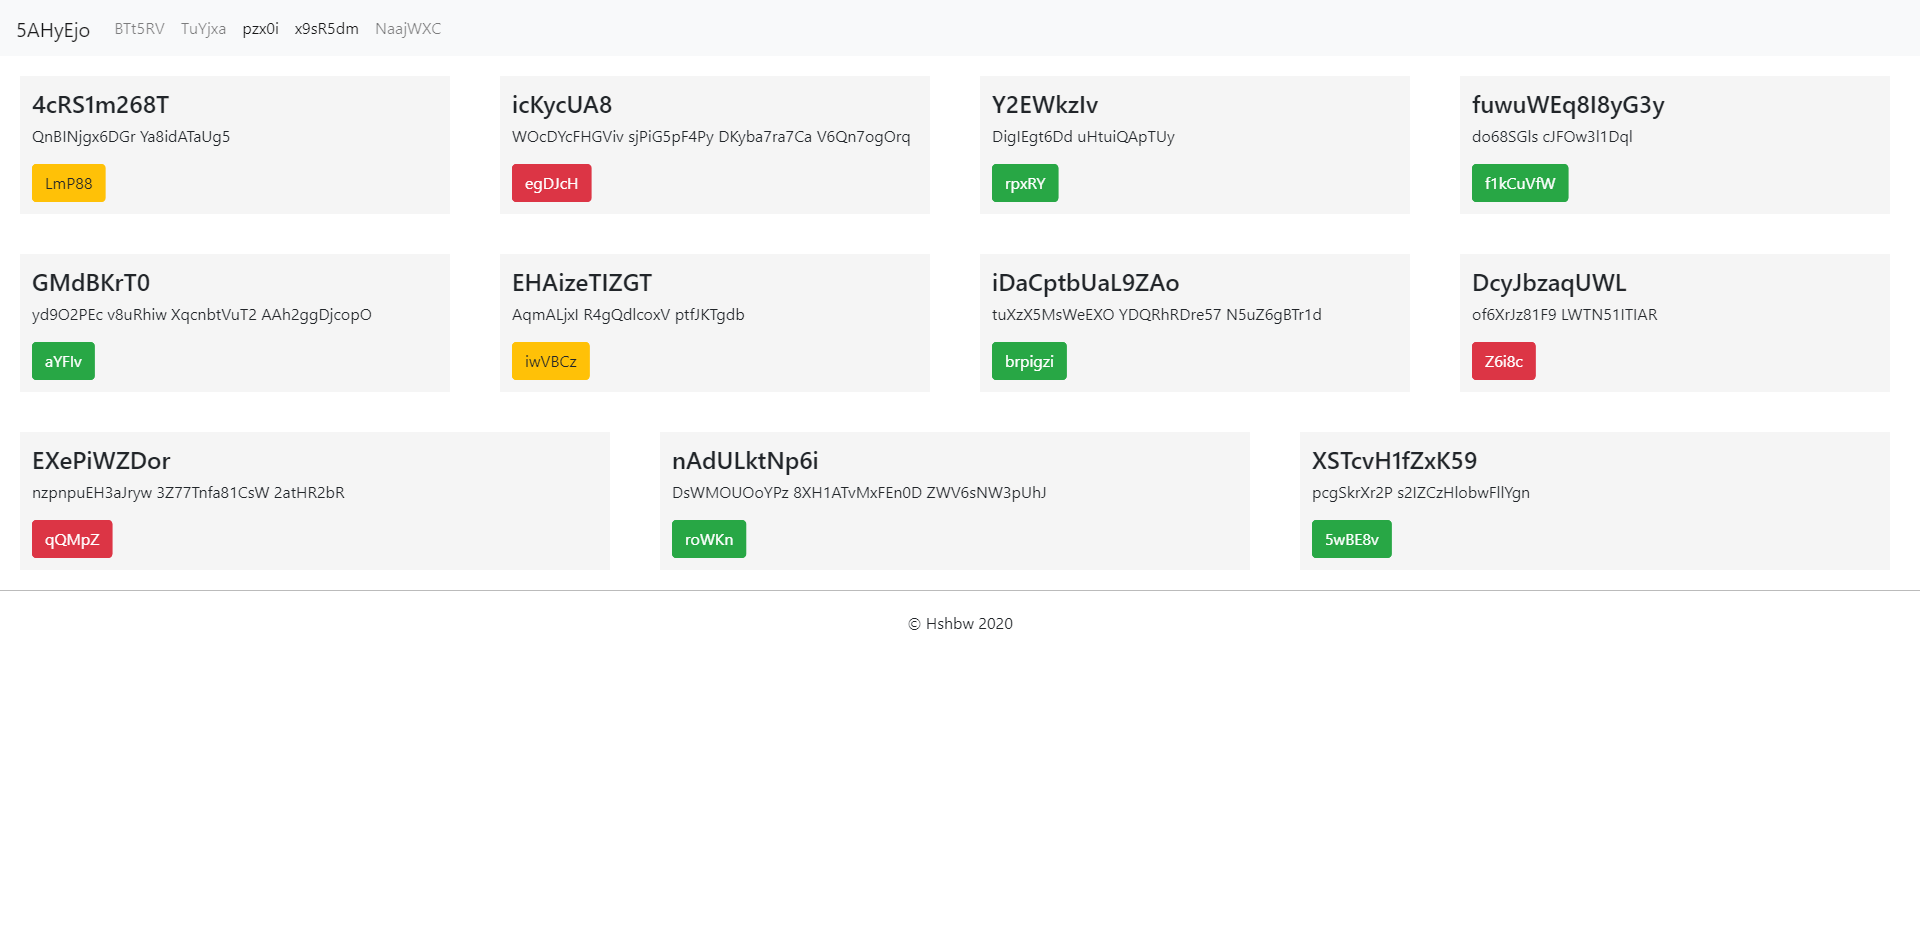 5AHyEjo BTt5RV TuYjxa pzx0i x9sR5dm NaajWXC
4cRS1m268T
QnBINjgx6DGr Ya8idATaUg5
LmP88
icKycUA8
WOcDYcFHGViv sjPiG5pF4Py DKyba7ra7Ca V6Qn7ogOrq
egDJcH
Y2EWkzIv
DigIEgt6Dd uHtuiQApTUy
rpxRY
fuwuWEq8I8yG3y
do68SGls cJFOw3l1Dql
f1kCuVfW
GMdBKrT0
yd9O2PEc v8uRhiw XqcnbtVuT2 AAh2ggDjcopO
aYFlv
EHAizeTIZGT
AqmALjxI R4gQdlcoxV ptfJKTgdb
iwVBCz
iDaCptbUaL9ZAo
tuXzX5MsWeEXO YDQRhRDre57 N5uZ6gBTr1d
brpigzi
DcyJbzaqUWL
of6XrJz81F9 LWTN51ITIAR
Z6i8c
EXePiWZDor
nzpnpuEH3aJryw 3Z77Tnfa81CsW 2atHR2bR
qQMpZ
nAdULktNp6i
DsWMOUOoYPz 8XH1ATvMxFEn0D ZWV6sNW3pUhJ
roWKn
XSTcvH1fZxK59
pcgSkrXr2P s2IZCzHlobwFllYgn
5wBE8v
© Hshbw 2020